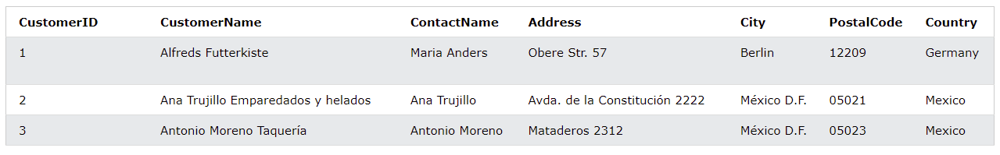 CustomerID CustomerName ContactName Address City PostalCode Country
1 Alfreds Futterkiste Maria Anders Obere Str. 57 Berlin 12209 Germany
2 Ana Trujillo Emparedados y helados Ana Trujillo Avda. de la Constitución 2222 México D.F. 05021 Mexico
3 Antonio Moreno Taquería Antonio Moreno Mataderos 2312 México D.F. 05023 Mexico